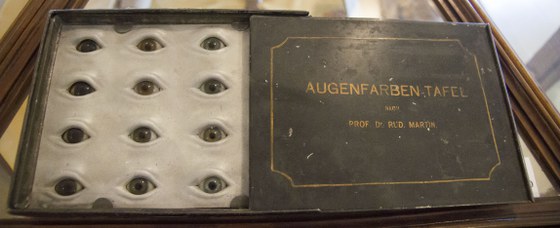 AUGENFARBEN-TAFEL
NACH
PROF. Dr. RUD. MARTIN.